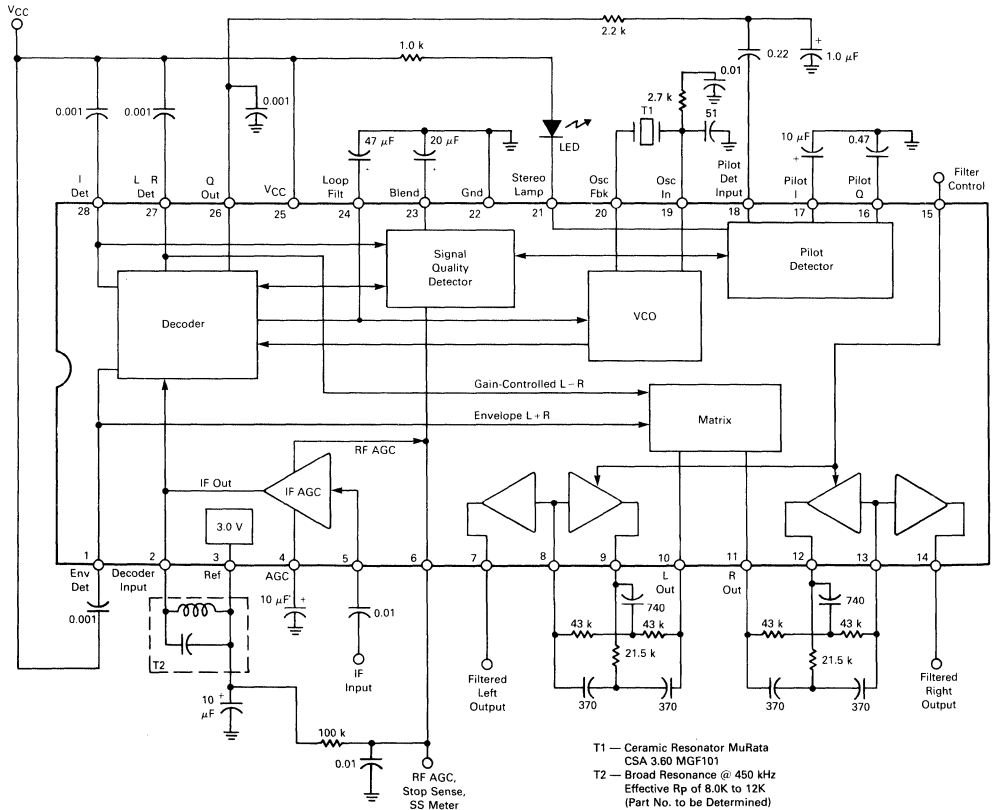 VCC
2.2 k
1.0 k
0.22
+
1.0 µF
0.001
0.001
0.001
0.01
2.7 k
T1
51
47 µF
-
20 µF
-
LED
10 µF
+
0.47
I
Det
28
L R
Det
27
Q
Out
26
VCC
25
Loop
Filt
24
Blend
23
Gnd
22
Stereo
Lamp
21
Osc
Fbk
20
Osc
In
19
Pilot
Det
Input
18
Pilot
I
17
Pilot
Q
16
Filter
Control
15
Signal
Quality
Detector
Pilot
Detector
Decoder
VCO
Gain-Controlled L – R
Envelope L + R
Matrix
RF AGC
IF Out
IF AGC
3.0 V
1
Env
Det
2
Decoder
Input
3
Ref
4
AGC
5
6
7
8
9
10
L
Out
11
R
Out
12
13
14
0.001
T2
10 µF
+
0.01
IF
Input
10
µF
+
100 k
0.01
RF AGC,
Stop Sense,
SS Meter
Filtered
Left
Output
740
43 k
43 k
21.5 k
370
370
740
43 k
43 k
21.5 k
370
370
Filtered
Right
Output
T1 — Ceramic Resonator MuRata
CSA 3.60 MGF101
T2 — Broad Resonance @ 450 kHz
Effective Rp of 8.0K to 12K
(Part No. to be Determined)